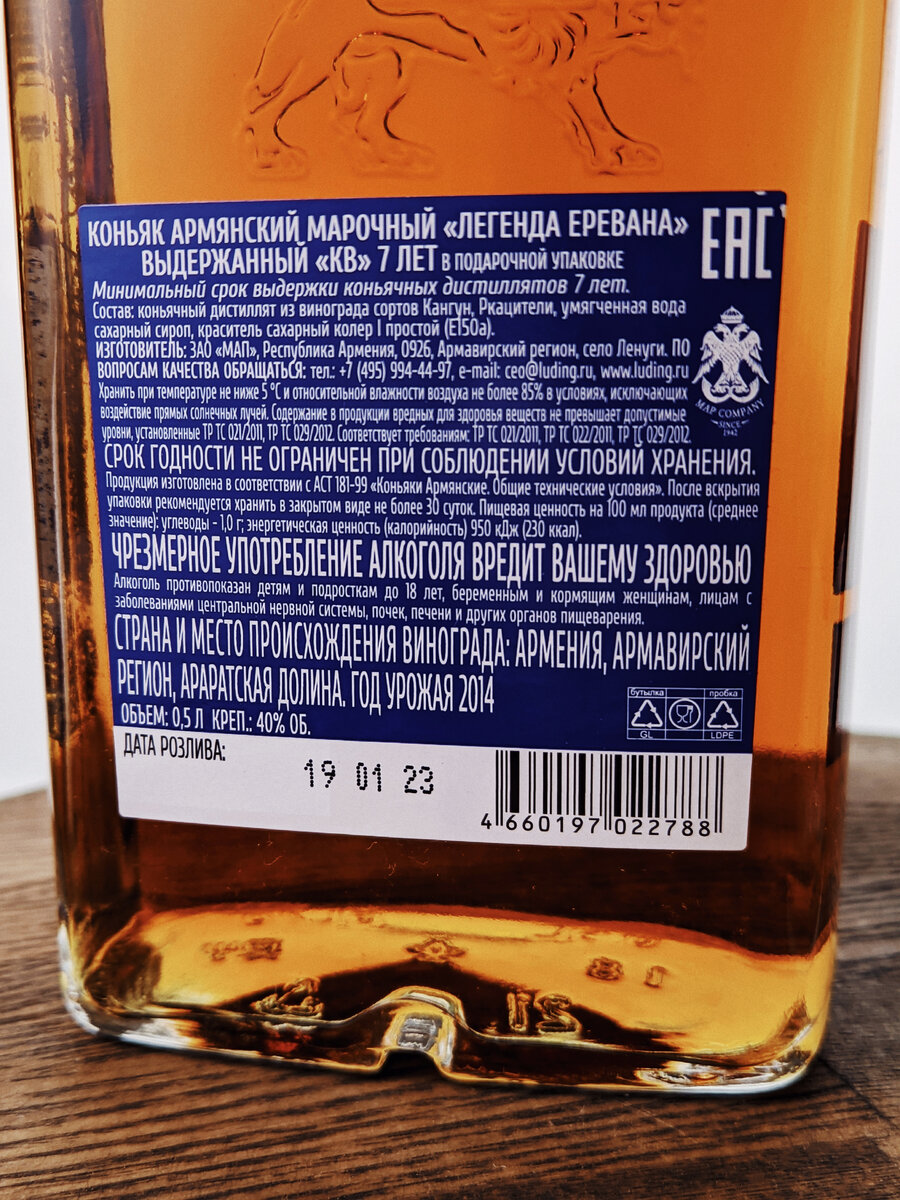 КОНЬЯК АРМЯНСКИЙ МАРОЧНЫЙ «ЛЕГЕНДА ЕРЕВАНА»
ВЫДЕРЖАННЫЙ «КВ» 7 ЛЕТ В ПОДАРОЧНОЙ УПАКОВКЕ
EAC
Минимальный срок выдержки коньячных дистиллятов 7 лет.
Состав: коньячный дистиллят из винограда сортов Кангун, Ркацители, умягченная вода
сахарный сироп, краситель сахарный колер I простой (Е150а).
ИЗГОТОВИТЕЛЬ: ЗАО «МАП», Республика Армения, 0926, Армавирский регион, село Ленуги. ПО
ВОПРОСАМ КАЧЕСТВА ОБРАЩАТЬСЯ: тел.: +7 (495) 994-44-97, e-mail: ceo@luding.ru, www.luding.ru
Хранить при температуре не ниже 5 °С и относительной влажности воздуха не более 85% в условиях, исключающих
воздействие прямых солнечных лучей. Содержание в продукции вредных для здоровья веществ не превышает допустимые
уровни, установленные ТР ТС 021/2011, ТР ТС 029/2012. Соответствует требованиям: ТР ТС 021/2011, ТР ТС 022/2011, ТР ТС 029/2012.
MAP COMPANY
SINCE
1942
СРОК ГОДНОСТИ НЕ ОГРАНИЧЕН ПРИ СОБЛЮДЕНИИ УСЛОВИЙ ХРАНЕНИЯ.
Продукция изготовлена в соответствии с АСТ 181-99 «Коньяки Армянские. Общие технические условия». После вскрытия
упаковки рекомендуется хранить в закрытом виде не более 30 суток. Пищевая ценность на 100 мл продукта (среднее
значение): углеводы - 1,0 г; энергетическая ценность (калорийность) 950 кДж (230 ккал).
ЧРЕЗМЕРНОЕ УПОТРЕБЛЕНИЕ АЛКОГОЛЯ ВРЕДИТ ВАШЕМУ ЗДОРОВЬЮ
Алкоголь противопоказан детям и подросткам до 18 лет, беременным и кормящим женщинам, лицам с
заболеваниями центральной нервной системы, почек, печени и других органов пищеварения.
СТРАНА И МЕСТО ПРОИСХОЖДЕНИЯ ВИНОГРАДА: АРМЕНИЯ, АРМАВИРСКИЙ
РЕГИОН, АРАРАТСКАЯ ДОЛИНА. ГОД УРОЖАЯ 2014
ОБЪЕМ: 0,5 Л КРЕП.: 40% ОБ.
бутылка пробка
GL LDPE
ДАТА РОЗЛИВА:
19 01 23
4 660197 022788